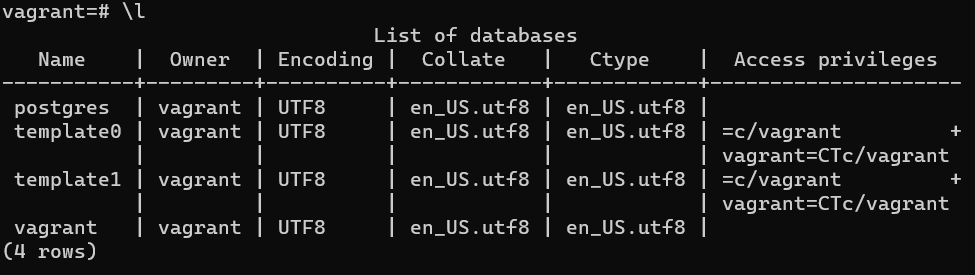 vagrant=# \l
                               List of databases
   Name    |  Owner  | Encoding |  Collate   |   Ctype    |  Access privileges
-----------+---------+----------+------------+------------+---------------------
 postgres  | vagrant | UTF8     | en_US.utf8 | en_US.utf8 |
 template0 | vagrant | UTF8     | en_US.utf8 | en_US.utf8 | =c/vagrant         +
           |         |          |            |            | vagrant=CTc/vagrant
 template1 | vagrant | UTF8     | en_US.utf8 | en_US.utf8 | =c/vagrant         +
           |         |          |            |            | vagrant=CTc/vagrant
 vagrant   | vagrant | UTF8     | en_US.utf8 | en_US.utf8 |
(4 rows)